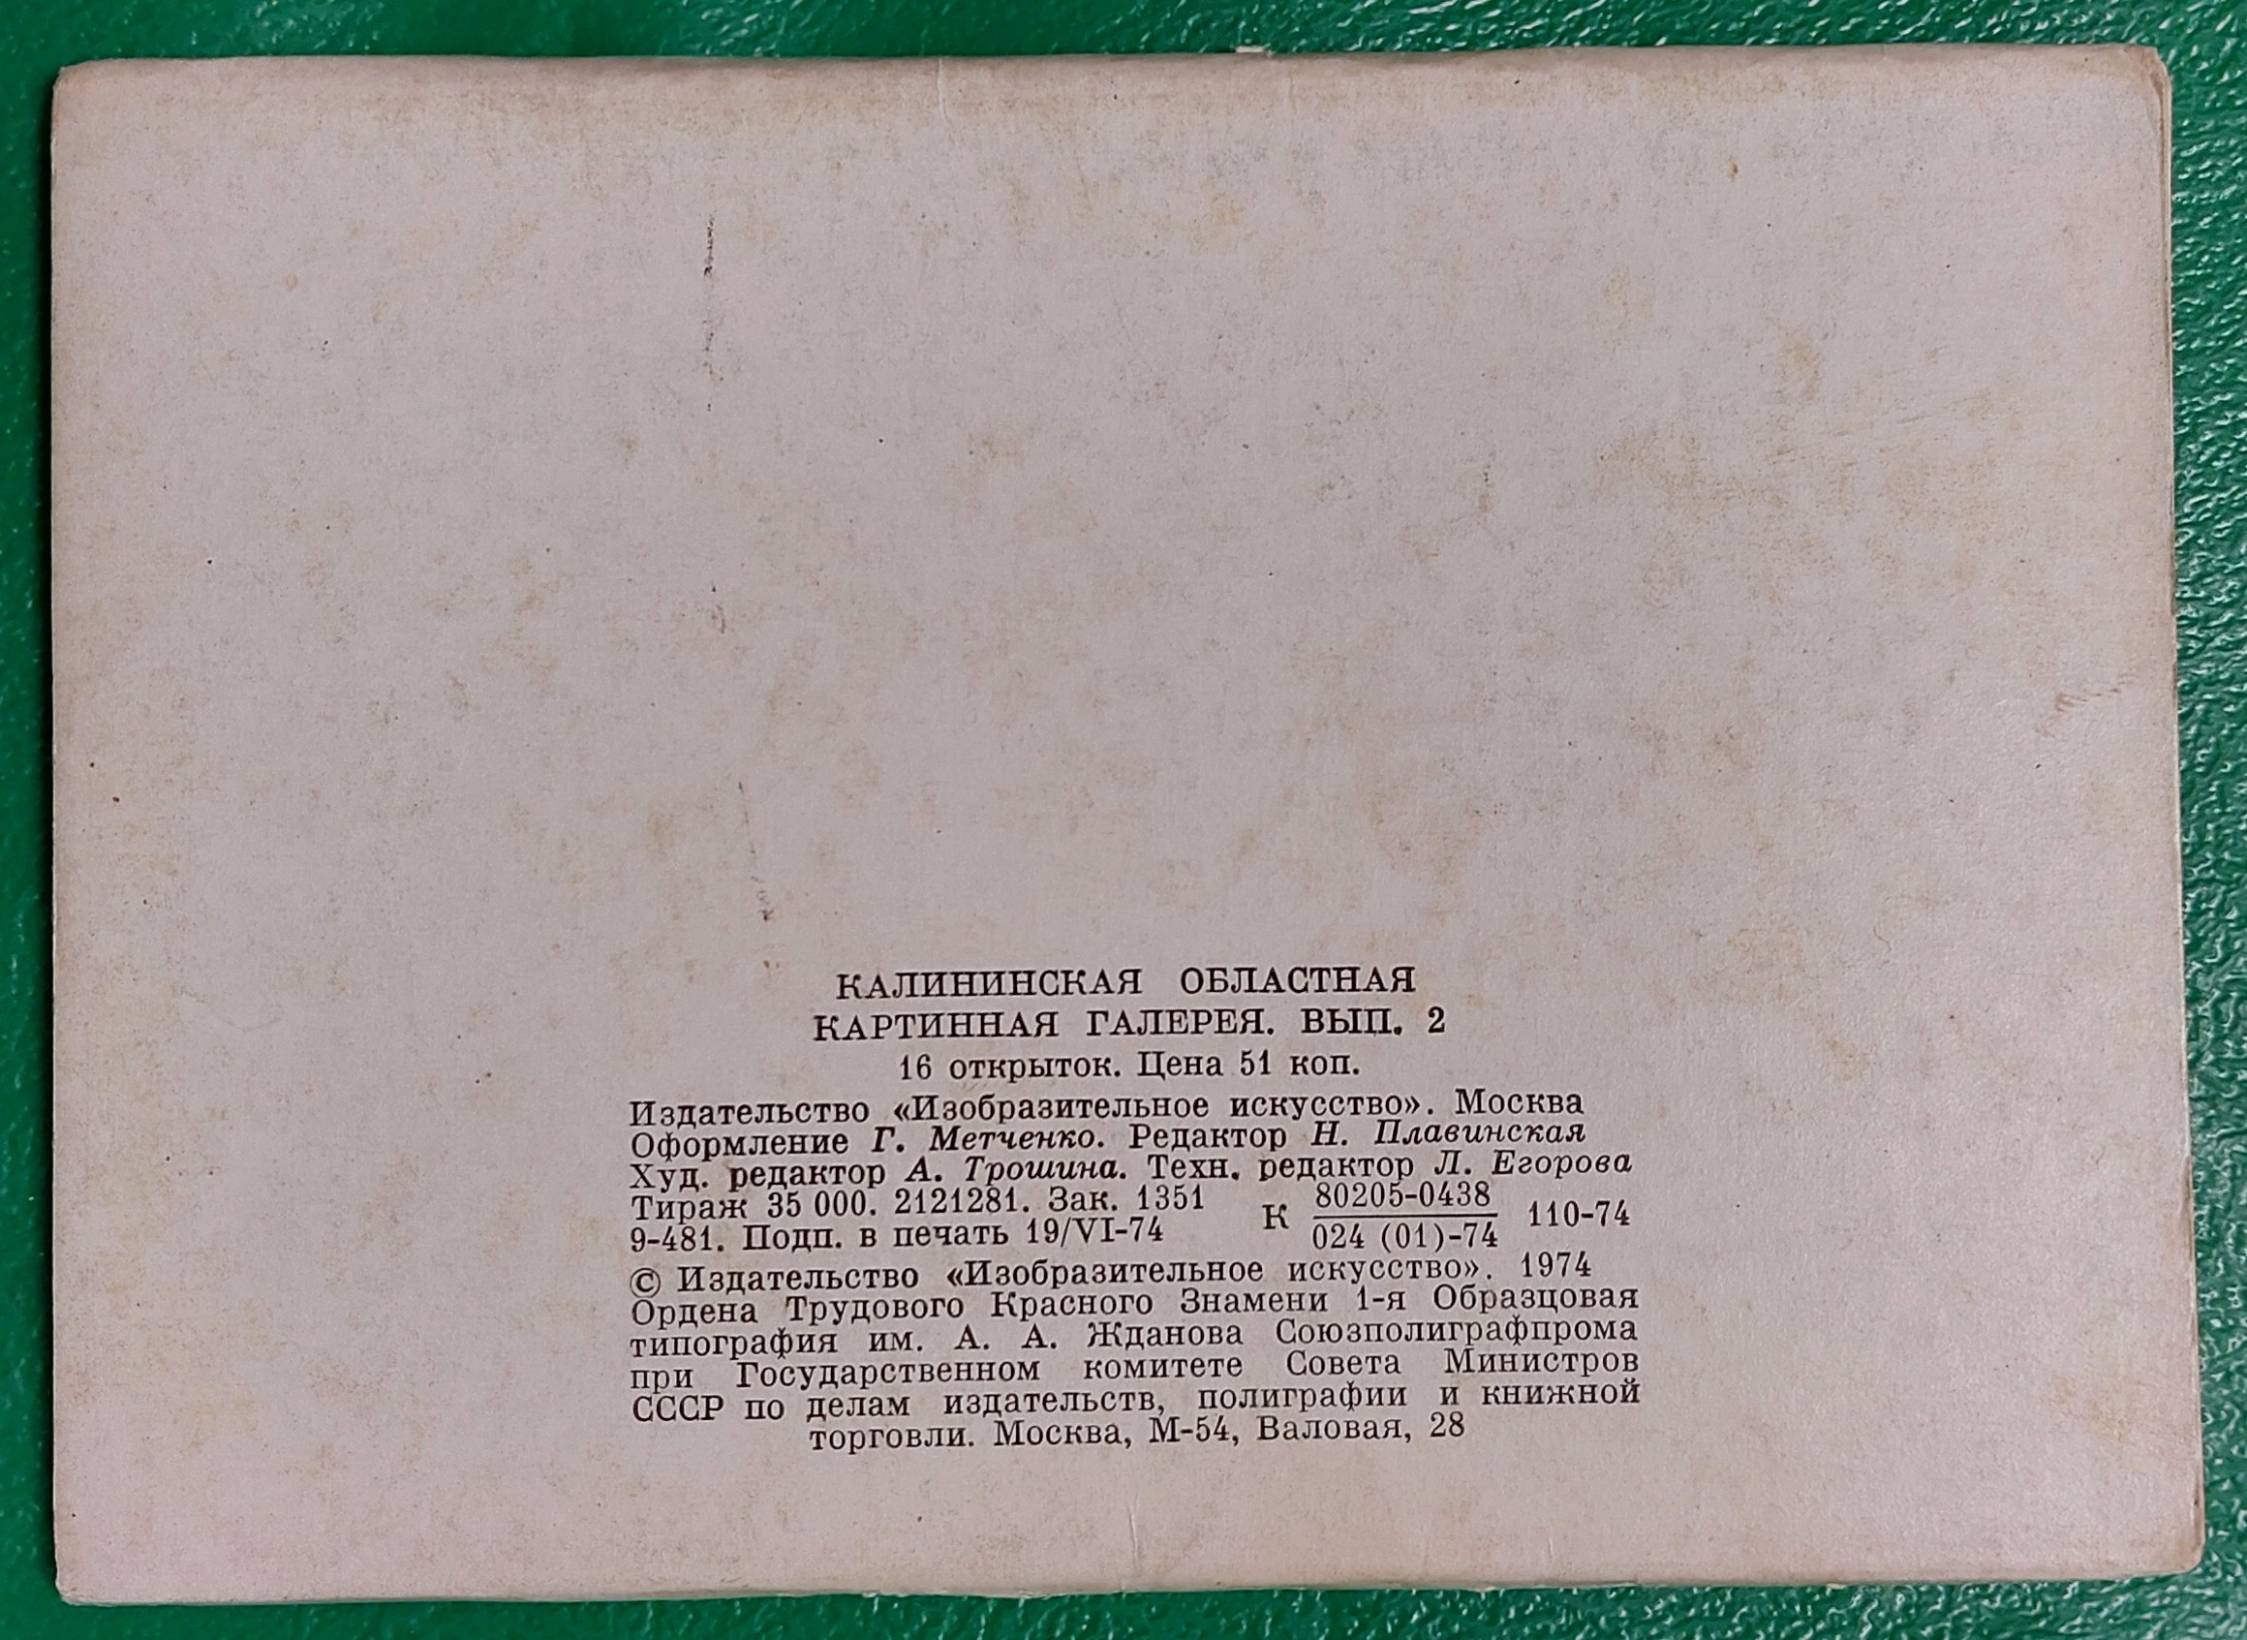 КАЛИНИНСКАЯ ОБЛАСТНАЯ
КАРТИННАЯ ГАЛЕРЕЯ. ВЫП. 2
16 открыток. Цена 51 коп.
Издательство «Изобразительное искусство». Москва
Оформление Г. Метченко. Редактор Н. Плавинская
Худ. редактор А. Трошина. Техн. редактор Л. Егорова
Тираж 35 000. 2121281. Зак. 1351
9-481. Подп. в печать 19/VI-74
К 80205-0438 110-74
024 (01)-74
© Издательство «Изобразительное искусство». 1974
Ордена Трудового Красного Знамени 1-я Образцовая
типография им. А. А. Жданова Союзполиграфпрома
при Государственном комитете Совета Министров
СССР по делам издательств, полиграфии и книжной
торговли. Москва, М-54, Валовая, 28